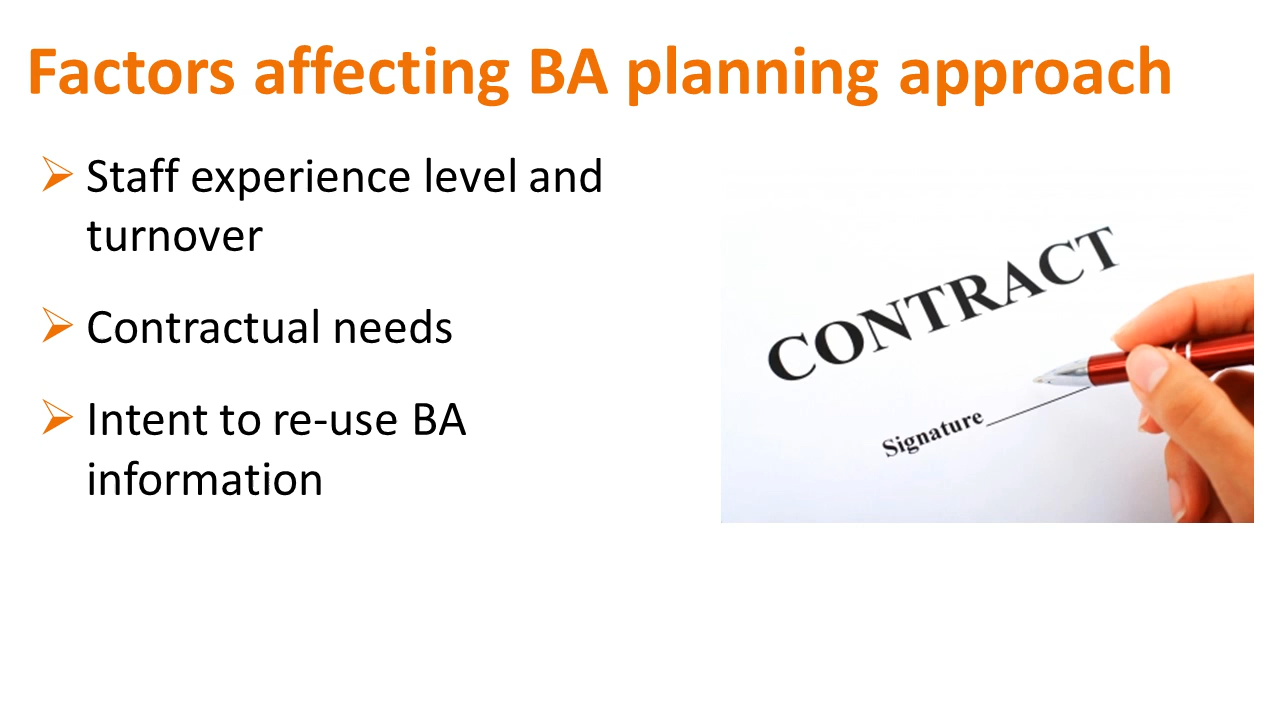 Factors affecting BA planning approach
Staff experience level and
turnover
Contractual needs
Intent to re-use BA
information
CONTRACT
Signature